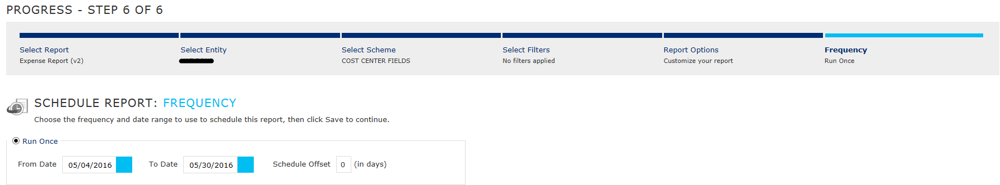 PROGRESS - STEP 6 OF 6
Select Report Select Entity Select Scheme Select Filters Report Options Frequency
Expense Report (v2) COST CENTER FIELDS No filters applied Customize your report Run Once
SCHEDULE REPORT: FREQUENCY
Choose the frequency and date range to use to schedule this report, then click Save to continue.
Run Once
From Date 05/04/2016 To Date 05/30/2016 Schedule Offset 0 (in days)